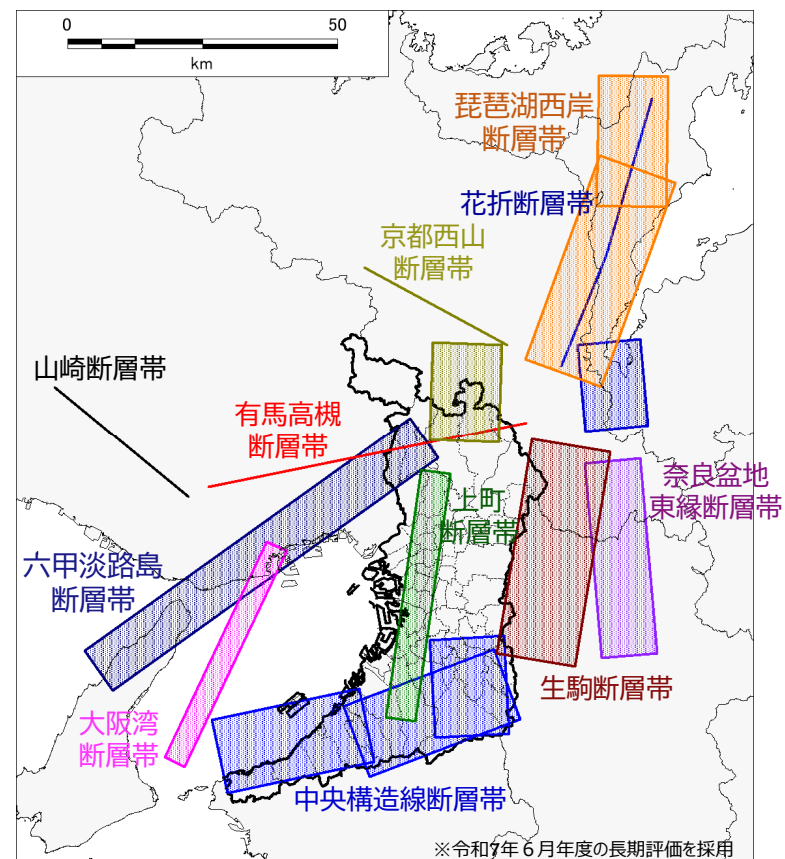 0 50
km
琵琶湖西岸
断層帯
花折断層帯
京都西山
断層帯
山崎断層帯
有馬高槻
断層帯
上町
断層帯
奈良盆地
東縁断層帯
六甲淡路島
断層帯
生駒断層帯
大阪湾
断層帯
中央構造線断層帯
※令和7年6月年度の長期評価を採用